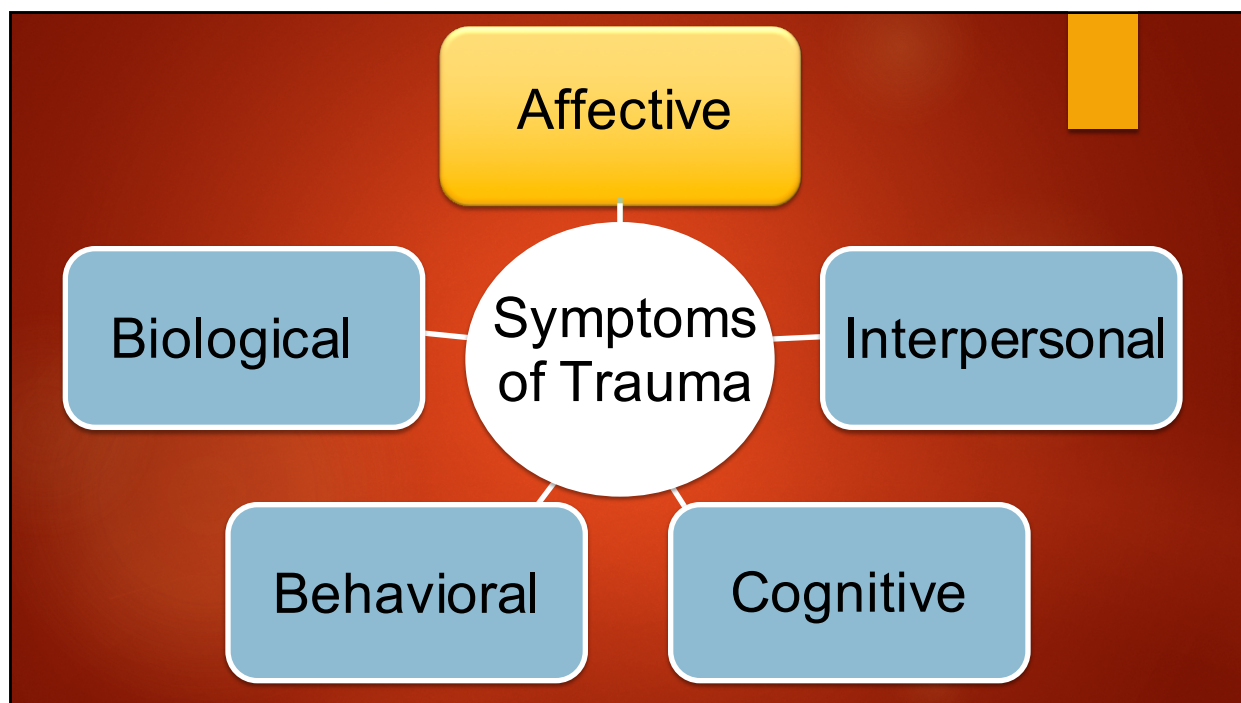 Affective
Biological
Symptoms
of Trauma
Interpersonal
Behavioral
Cognitive